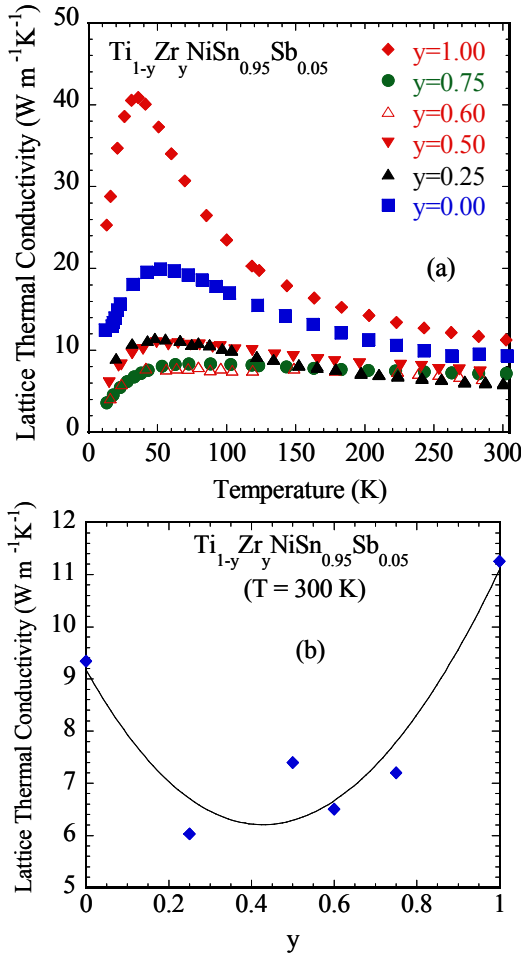 Ti1-yZryNiSn0.95Sb0.05
y=1.00
y=0.75
y=0.60
y=0.50
y=0.25
y=0.00
(a)
Lattice Thermal Conductivity (W m -1K-1)
50
40
30
20
10
0
0 50 100 150 200 250 300
Temperature (K)
Ti1-yZryNiSn0.95Sb0.05
(T = 300 K)
(b)
Lattice Thermal Conductivity (W m -1K-1)
12
11
10
9
8
7
6
5
0 0.2 0.4 0.6 0.8 1
y